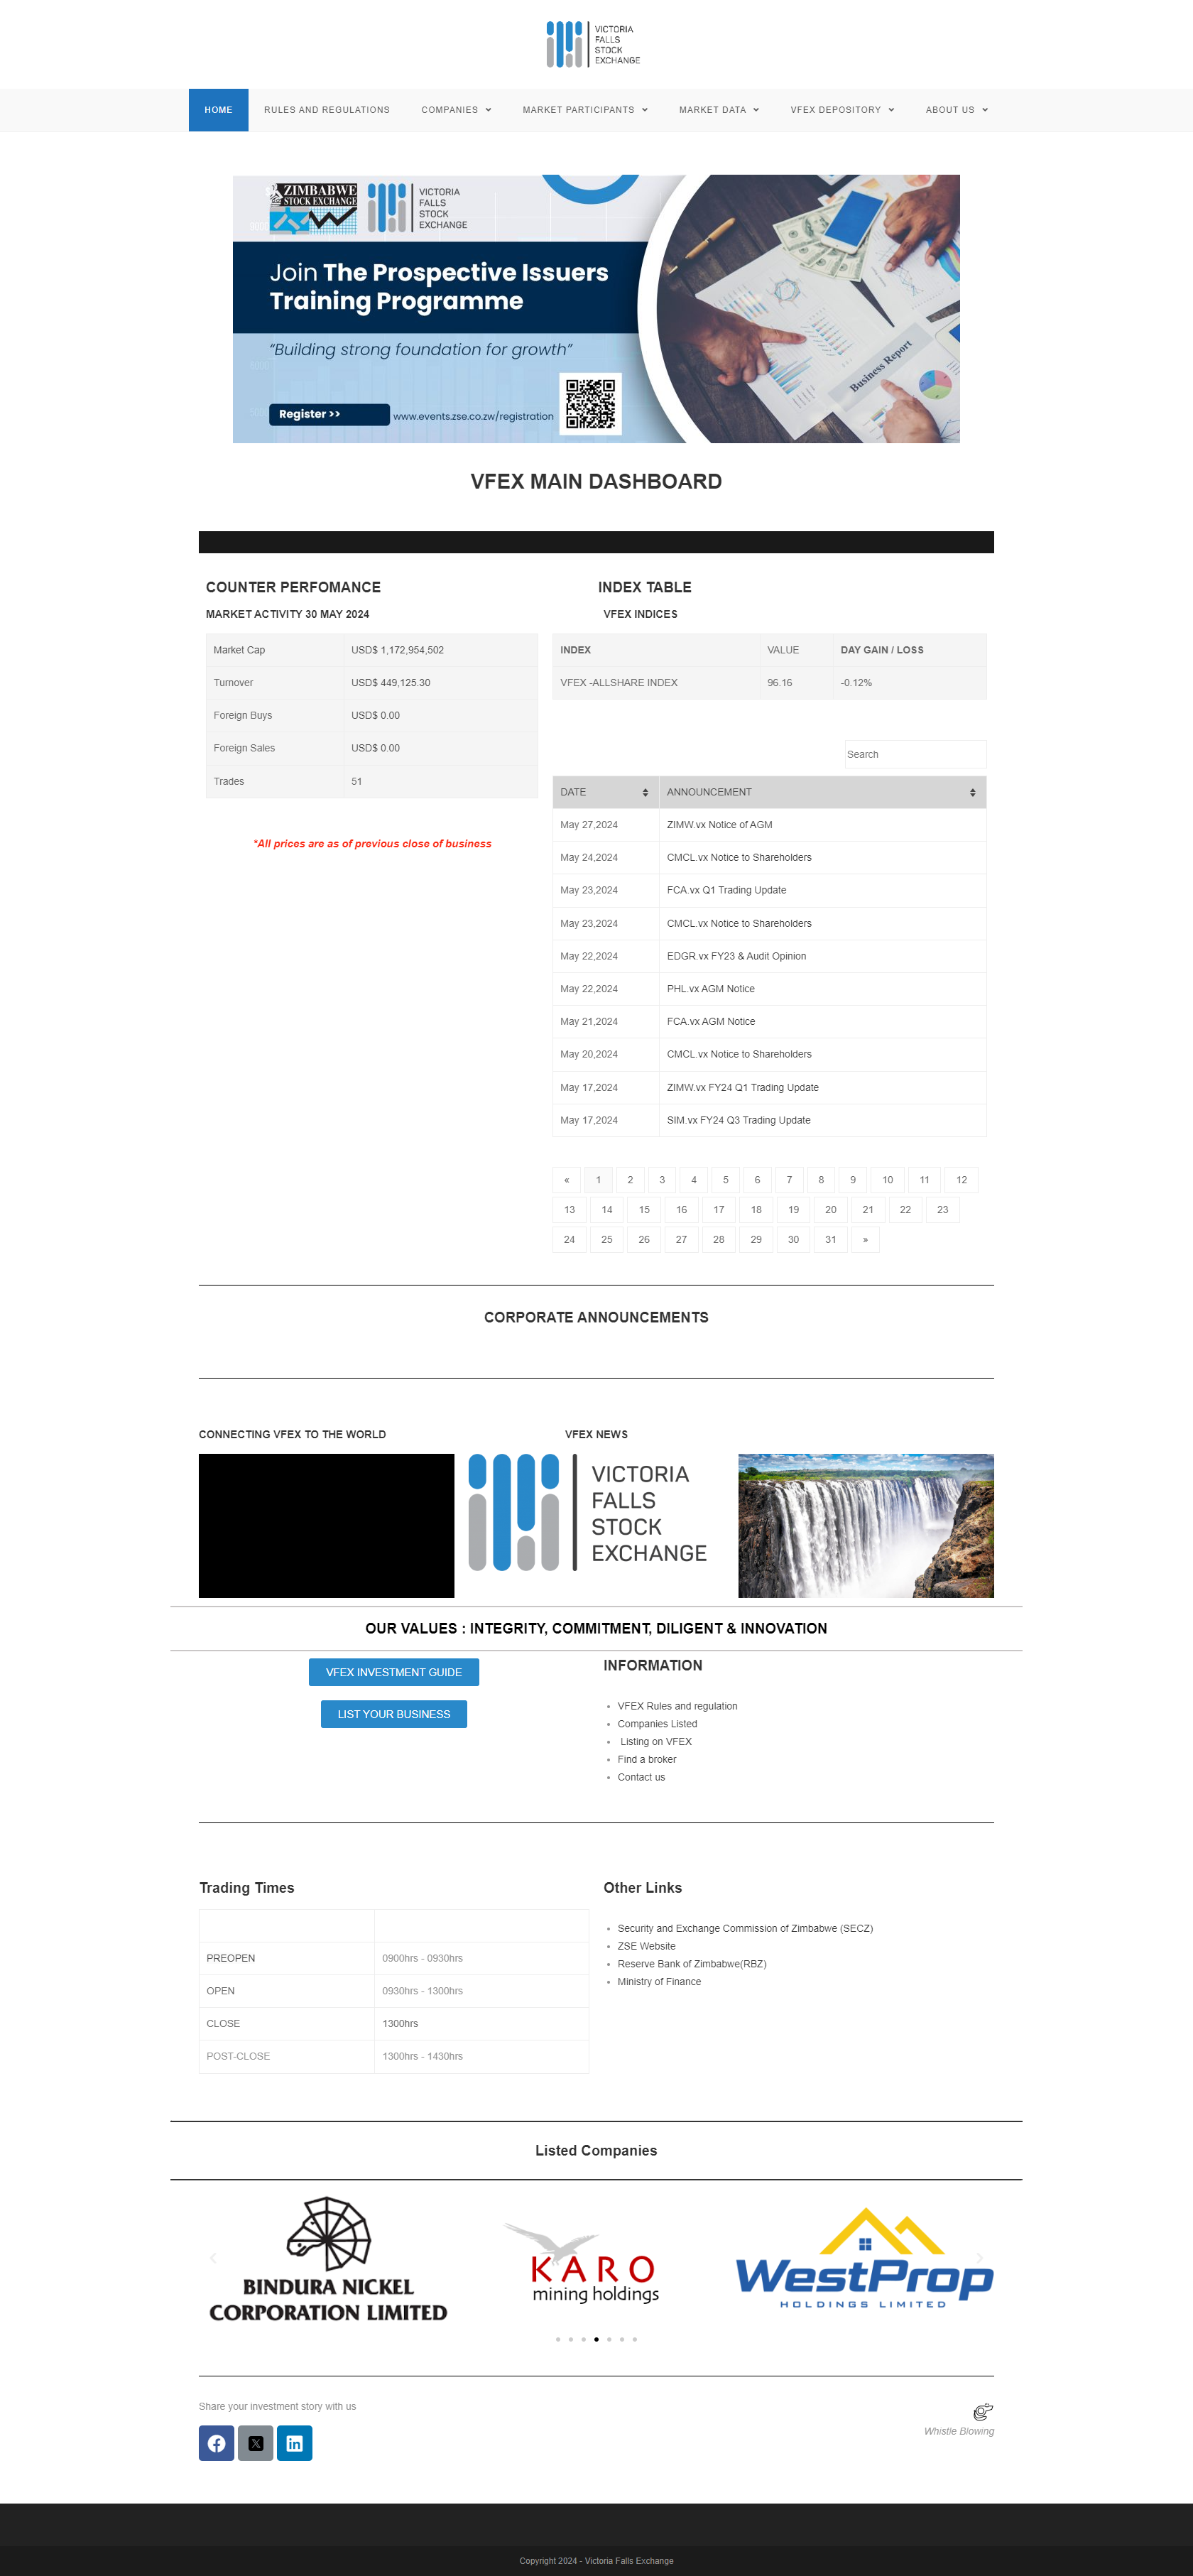 VICTORIA
FALLS
STOCK
EXCHANGE
HOME RULES AND REGULATIONS COMPANIES MARKET PARTICIPANTS MARKET DATA VFEX DEPOSITORY ABOUT US
ZIMBABWE
STOCK EXCHANGE
VICTORIA
FALLS
STOCK
EXCHANGE
Join The Prospective Issuers
Training Programme
“Building strong foundation for growth”
Register >> www.events.zse.co.zw/registration
Business Report
VFEX MAIN DASHBOARD
COUNTER PERFOMANCE
MARKET ACTIVITY 30 MAY 2024
Market Cap USD$ 1,172,954,502
Turnover USD$ 449,125.30
Foreign Buys USD$ 0.00
Foreign Sales USD$ 0.00
Trades 51
*All prices are as of previous close of business
INDEX TABLE
VFEX INDICES
INDEX VALUE DAY GAIN / LOSS
VFEX -ALLSHARE INDEX 96.16 -0.12%
Search
DATE ANNOUNCEMENT
May 27,2024 ZIMW.vx Notice of AGM
May 24,2024 CMCL.vx Notice to Shareholders
May 23,2024 FCA.vx Q1 Trading Update
May 23,2024 CMCL.vx Notice to Shareholders
May 22,2024 EDGR.vx FY23 & Audit Opinion
May 22,2024 PHL.vx AGM Notice
May 21,2024 FCA.vx AGM Notice
May 20,2024 CMCL.vx Notice to Shareholders
May 17,2024 ZIMW.vx FY24 Q1 Trading Update
May 17,2024 SIM.vx FY24 Q3 Trading Update
« 1 2 3 4 5 6 7 8 9 10 11 12
13 14 15 16 17 18 19 20 21 22 23
24 25 26 27 28 29 30 31 »
CORPORATE ANNOUNCEMENTS
CONNECTING VFEX TO THE WORLD
VFEX NEWS
VICTORIA
FALLS
STOCK
EXCHANGE
OUR VALUES : INTEGRITY, COMMITMENT, DILIGENT & INNOVATION
VFEX INVESTMENT GUIDE
LIST YOUR BUSINESS
INFORMATION
• VFEX Rules and regulation
• Companies Listed
• Listing on VFEX
• Find a broker
• Contact us
Trading Times
PREOPEN 0900hrs - 0930hrs
OPEN 0930hrs - 1300hrs
CLOSE 1300hrs
POST-CLOSE 1300hrs - 1430hrs
Other Links
• Security and Exchange Commission of Zimbabwe (SECZ)
• ZSE Website
• Reserve Bank of Zimbabwe(RBZ)
• Ministry of Finance
Listed Companies
BINDURA NICKEL
CORPORATION LIMITED
KARO
mining holdings
WestProp
HOLDINGS LIMITED
Share your investment story with us
Whistle Blowing
Copyright 2024 - Victoria Falls Exchange